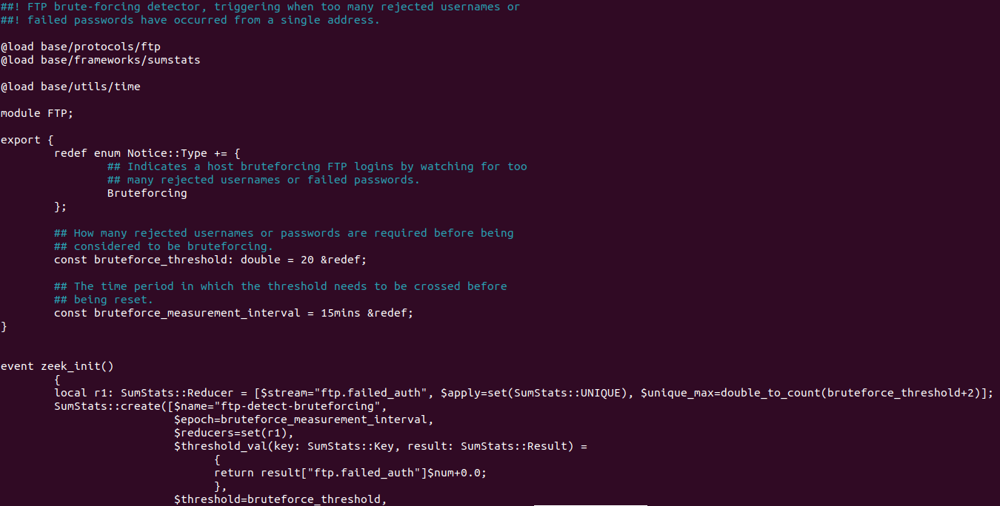 ##! FTP brute-forcing detector, triggering when too many rejected usernames or
##! failed passwords have occurred from a single address.

@load base/protocols/ftp
@load base/frameworks/sumstats

@load base/utils/time

module FTP;

export {
        redef enum Notice::Type += {
                ## Indicates a host bruteforcing FTP logins by watching for too
                ## many rejected usernames or failed passwords.
                Bruteforcing
        };

        ## How many rejected usernames or passwords are required before being
        ## considered to be bruteforcing.
        const bruteforce_threshold: double = 20 &redef;

        ## The time period in which the threshold needs to be crossed before
        ## being reset.
        const bruteforce_measurement_interval = 15mins &redef;
}


event zeek_init()
        {
        local r1: SumStats::Reducer = [$stream="ftp.failed_auth", $apply=set(SumStats::UNIQUE), $unique_max=double_to_count(bruteforce_threshold+2)];
        SumStats::create([$name="ftp-detect-bruteforcing",
                          $epoch=bruteforce_measurement_interval,
                          $reducers=set(r1),
                          $threshold_val(key: SumStats::Key, result: SumStats::Result) =
                                {
                                return result["ftp.failed_auth"]$num+0.0;
                                },
                          $threshold=bruteforce_threshold,